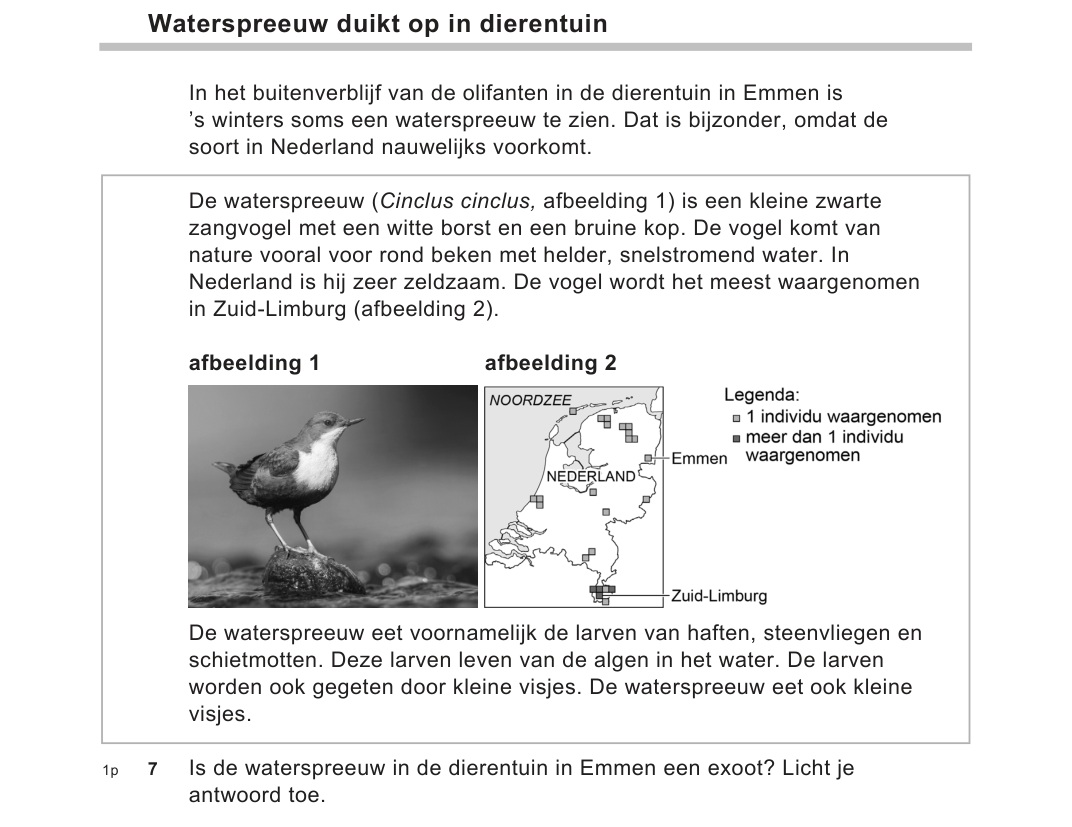 Waterspreeuw duikt op in dierentuin
In het buitenverblijf van de olifanten in de dierentuin in Emmen is
’s winters soms een waterspreeuw te zien. Dat is bijzonder, omdat de
soort in Nederland nauwelijks voorkomt.
De waterspreeuw (Cinclus cinclus, afbeelding 1) is een kleine zwarte
zangvogel met een witte borst en een bruine kop. De vogel komt van
nature vooral voor rond beken met helder, snelstromend water. In
Nederland is hij zeer zeldzaam. De vogel wordt het meest waargenomen
in Zuid-Limburg (afbeelding 2).
afbeelding 1
afbeelding 2
NOORDZEE
NEDERLAND
Emmen
Zuid-Limburg
Legenda:
1 individu waargenomen
meer dan 1 individu
waargenomen
De waterspreeuw eet voornamelijk de larven van haften, steenvliegen en
schietmotten. Deze larven leven van de algen in het water. De larven
worden ook gegeten door kleine visjes. De waterspreeuw eet ook kleine
visjes.
1p 7 Is de waterspreeuw in de dierentuin in Emmen een exoot? Licht je
antwoord toe.